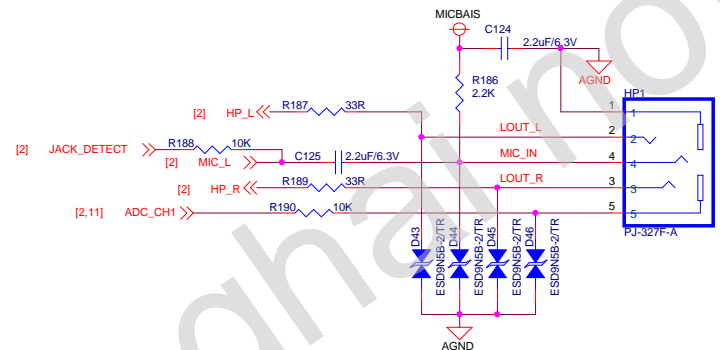 MICBAIS
C124
2.2uF/6.3V
AGND
R186
2.2K
HP1
[2] HP_L R187 33R
1 1
LOUT_L 2 2
[2] JACK_DETECT R188 10K
MIC_IN 4 4
[2] MIC_L C125 2.2uF/6.3V
LOUT_R 3 3
[2] HP_R R189 33R
[2,11] ADC_CH1 R190 10K
5 5
PJ-327F-A
D43
ESD9N5B-2/TR
D44
ESD9N5B-2/TR
D45
ESD9N5B-2/TR
D46
ESD9N5B-2/TR
AGND
ghai no